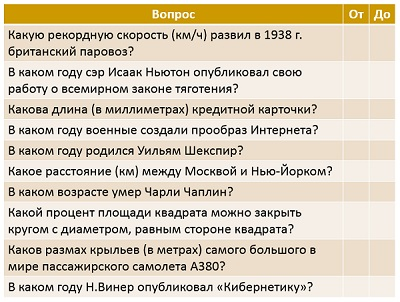 Вопрос От До
Какую рекордную скорость (км/ч) развил в 1938 г.
британский паровоз?
В каком году сэр Исаак Ньютон опубликовал свою
работу о всемирном законе тяготения?
Какова длина (в миллиметрах) кредитной карточки?
В каком году военные создали прообраз Интернета?
В каком году родился Уильям Шекспир?
Какое расстояние (км) между Москвой и Нью-Йорком?
В каком возрасте умер Чарли Чаплин?
Какой процент площади квадрата можно закрыть
кругом с диаметром, равным стороне квадрата?
Каков размах крыльев (в метрах) самого большого в
мире пассажирского самолета А380?
В каком году Н.Винер опубликовал «Кибернетику»?